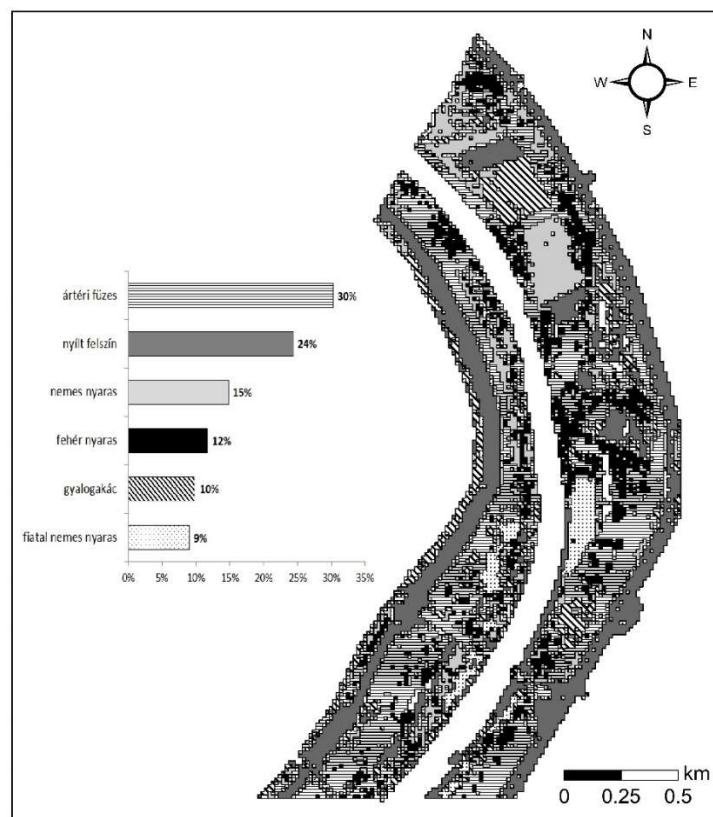 N
W E
S
ártéri füzes 30%
nyílt felszín 24%
nemes nyaras 15%
fehér nyaras 12%
gyalogakác 10%
fiatal nemes nyaras 9%
0% 5% 10% 15% 20% 25% 30% 35%
km
0 0.25 0.5